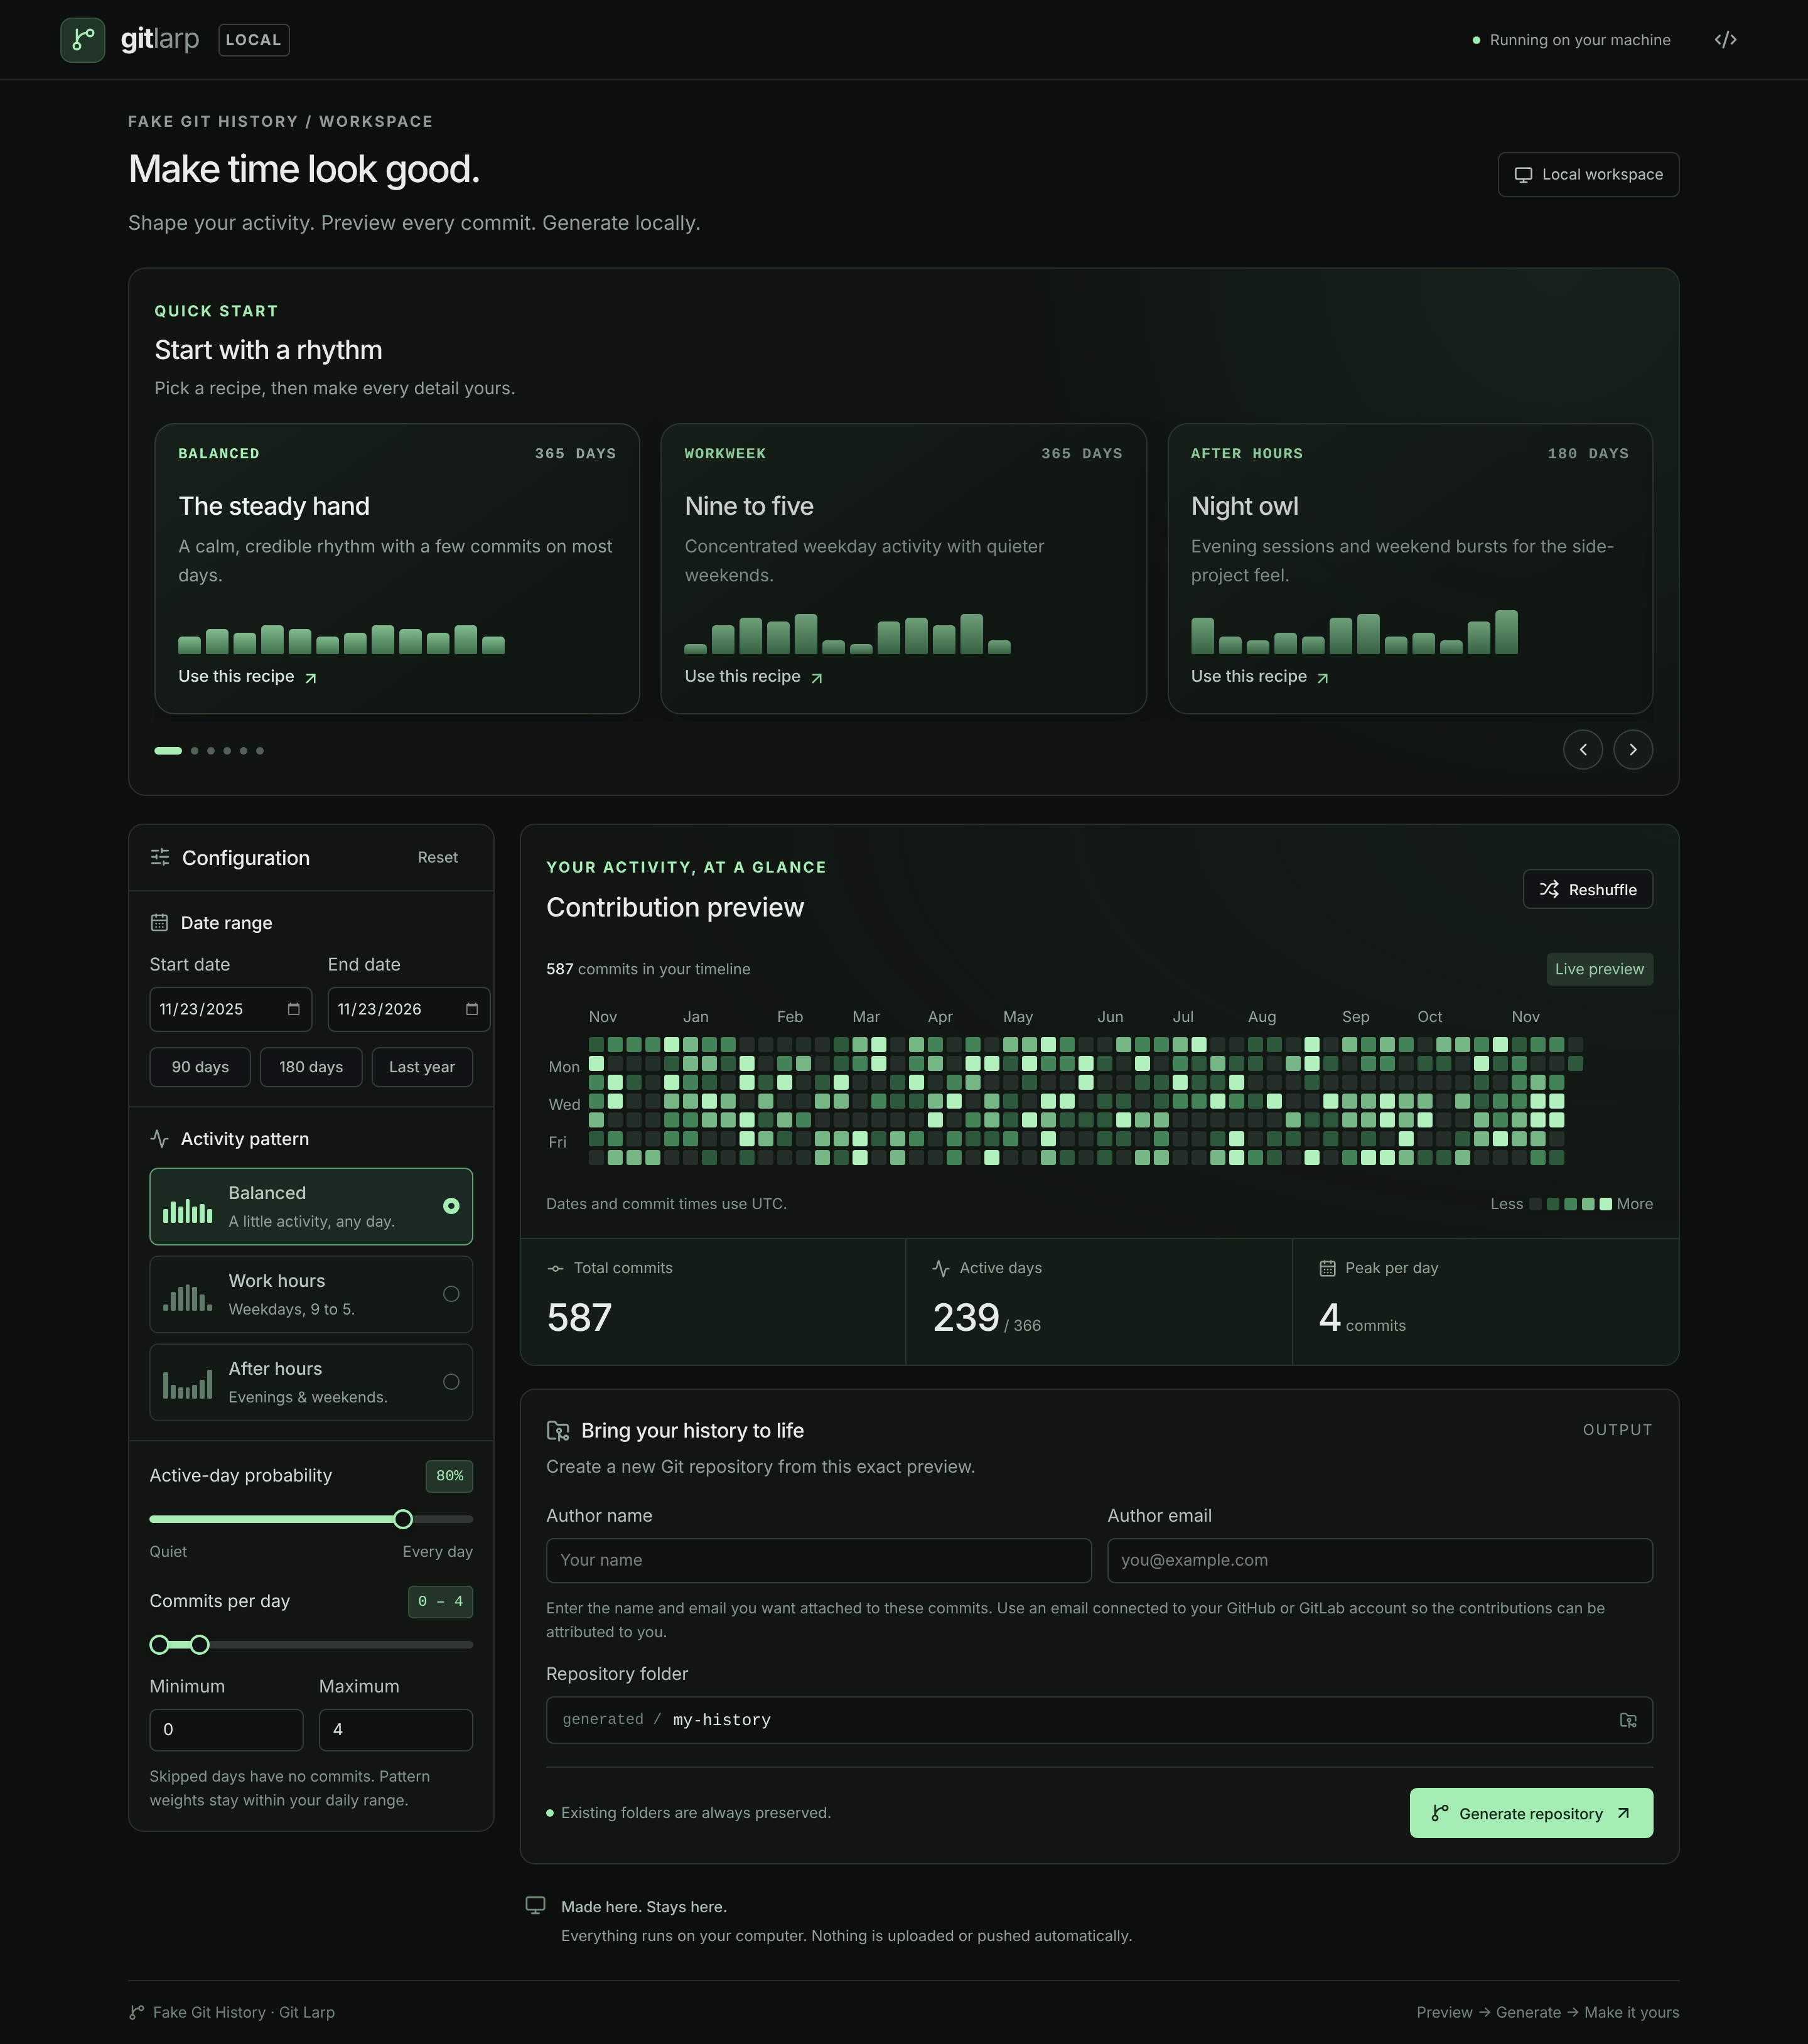 gitlarp LOCAL
Running on your machine
FAKE GIT HISTORY / WORKSPACE
Make time look good.
Local workspace
Shape your activity. Preview every commit. Generate locally.
QUICK START
Start with a rhythm
Pick a recipe, then make every detail yours.
BALANCED 365 DAYS
The steady hand
A calm, credible rhythm with a few commits on most
days.
Use this recipe
WORKWEEK 365 DAYS
Nine to five
Concentrated weekday activity with quieter
weekends.
Use this recipe
AFTER HOURS 180 DAYS
Night owl
Evening sessions and weekend bursts for the side-
project feel.
Use this recipe
Configuration Reset
Date range
Start date End date
11/23/2025 11/23/2026
90 days 180 days Last year
Activity pattern
Balanced
A little activity, any day.
Work hours
Weekdays, 9 to 5.
After hours
Evenings & weekends.
Active-day probability 80%
Quiet Every day
Commits per day 0 – 4
Minimum Maximum
0 4
Skipped days have no commits. Pattern
weights stay within your daily range.
YOUR ACTIVITY, AT A GLANCE
Contribution preview
Reshuffle
587 commits in your timeline
Live preview
Nov Jan Feb Mar Apr May Jun Jul Aug Sep Oct Nov
Mon
Wed
Fri
Dates and commit times use UTC.
Less More
Total commits
587
Active days
239 / 366
Peak per day
4 commits
Bring your history to life
OUTPUT
Create a new Git repository from this exact preview.
Author name Author email
Your name you@example.com
Enter the name and email you want attached to these commits. Use an email connected to your GitHub or GitLab account so the contributions can be
attributed to you.
Repository folder
generated / my-history
Existing folders are always preserved.
Generate repository
Made here. Stays here.
Everything runs on your computer. Nothing is uploaded or pushed automatically.
Fake Git History · Git Larp
Preview → Generate → Make it yours